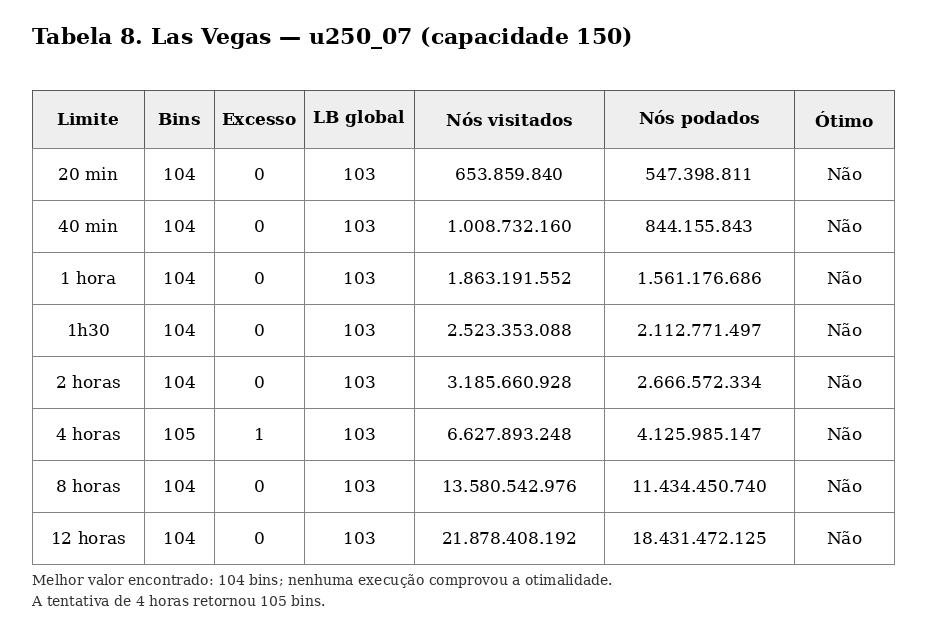 Tabela 8. Las Vegas — u250_07 (capacidade 150)
Limite Bins Excesso LB global Nós visitados Nós podados Ótimo
20 min 104 0 103 653.859.840 547.398.811 Não
40 min 104 0 103 1.008.732.160 844.155.843 Não
1 hora 104 0 103 1.863.191.552 1.561.176.686 Não
1h30 104 0 103 2.523.353.088 2.112.771.497 Não
2 horas 104 0 103 3.185.660.928 2.666.572.334 Não
4 horas 105 1 103 6.627.893.248 4.125.985.147 Não
8 horas 104 0 103 13.580.542.976 11.434.450.740 Não
12 horas 104 0 103 21.878.408.192 18.431.472.125 Não
Melhor valor encontrado: 104 bins; nenhuma execução comprovou a otimalidade.
A tentativa de 4 horas retornou 105 bins.